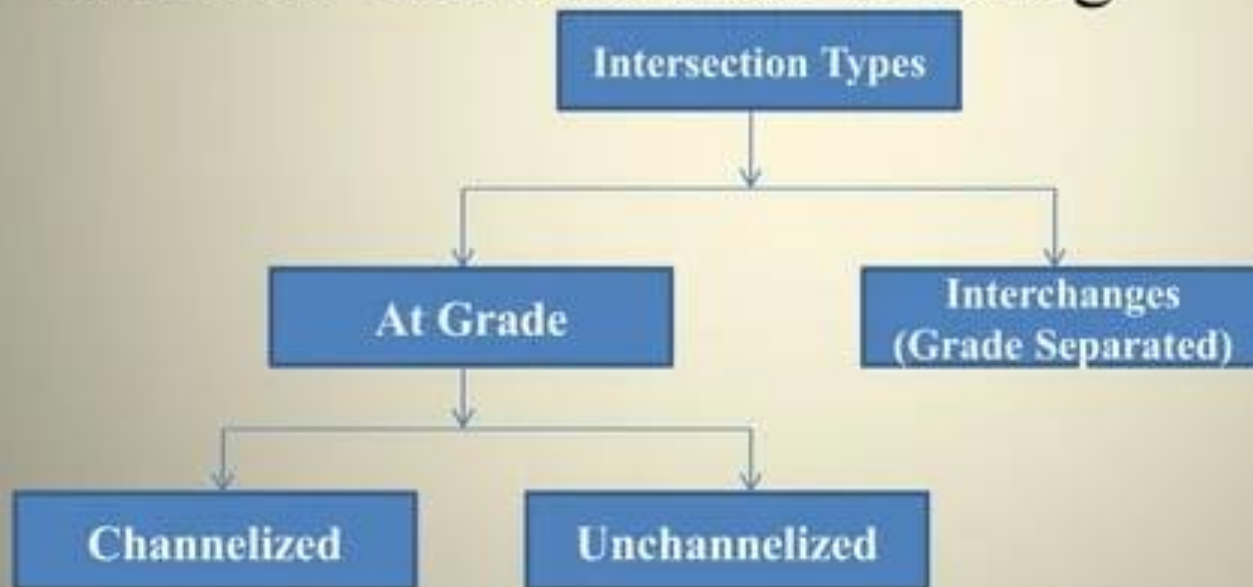 Intersection Types
At Grade
Interchanges
(Grade Separated)
Channelized
Unchannelized